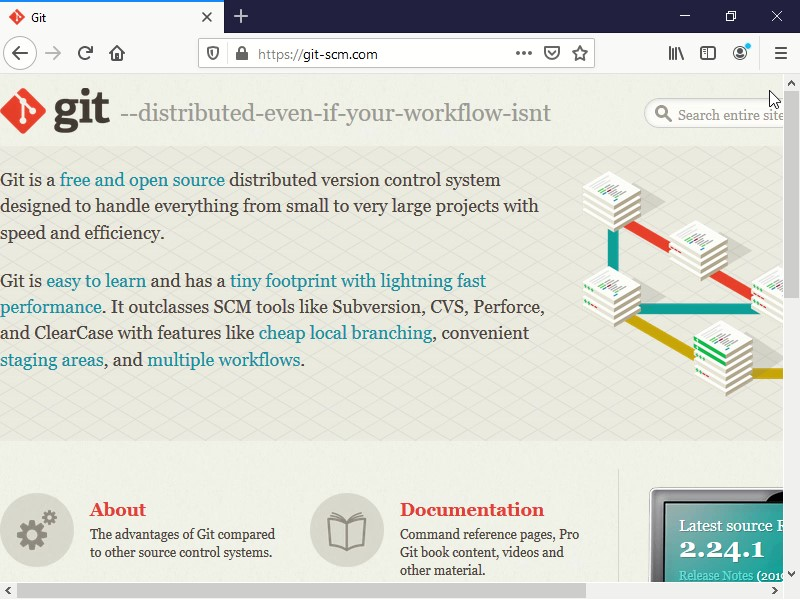 Git
https://git-scm.com
git --distributed-even-if-your-workflow-isnt
Search entire site
Git is a free and open source distributed version control system
designed to handle everything from small to very large projects with
speed and efficiency.
Git is easy to learn and has a tiny footprint with lightning fast
performance. It outclasses SCM tools like Subversion, CVS, Perforce,
and ClearCase with features like cheap local branching, convenient
staging areas, and multiple workflows.
About
The advantages of Git compared
to other source control systems.
Documentation
Command reference pages, Pro
Git book content, videos and
other material.
Latest source R
2.24.1
Release Notes (201